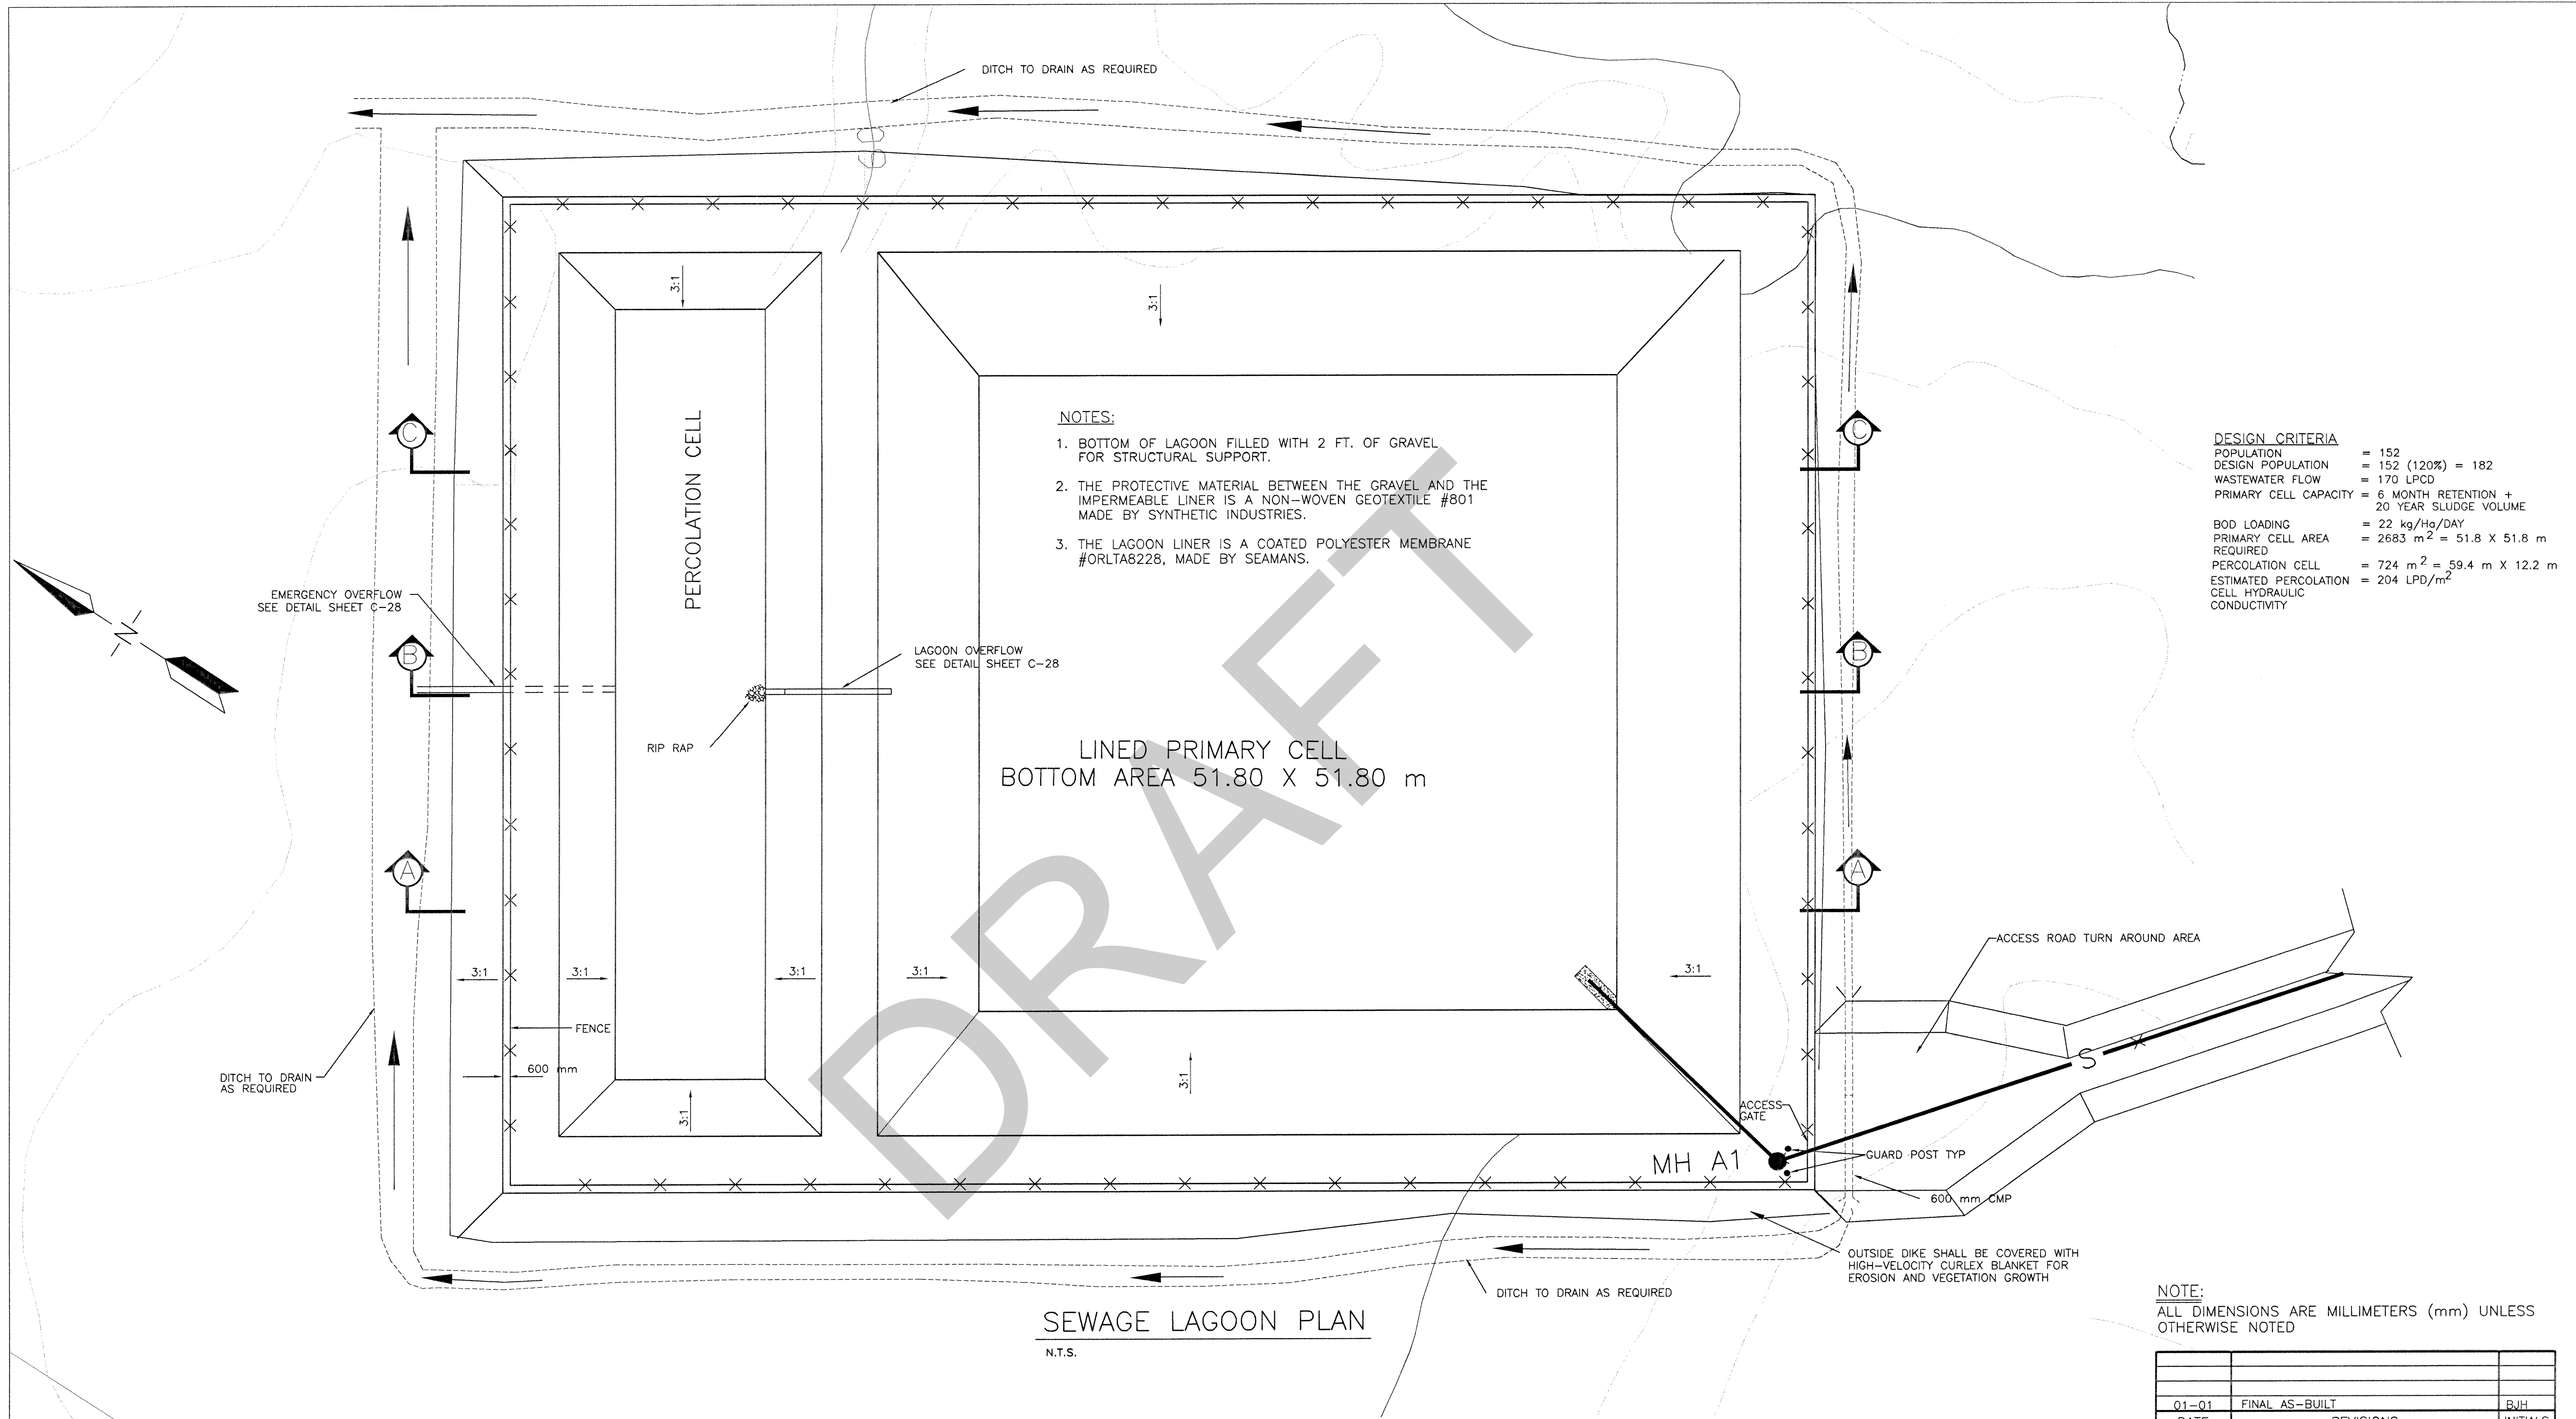 DITCH TO DRAIN AS REQUIRED
3:1
3:1
C
C
PERCOLATION CELL
NOTES:
1. BOTTOM OF LAGOON FILLED WITH 2 FT. OF GRAVEL
FOR STRUCTURAL SUPPORT.
2. THE PROTECTIVE MATERIAL BETWEEN THE GRAVEL AND THE
IMPERMEABLE LINER IS A NON-WOVEN GEOTEXTILE #801
MADE BY SYNTHETIC INDUSTRIES.
3. THE LAGOON LINER IS A COATED POLYESTER MEMBRANE
#ORLTA8228, MADE BY SEAMANS.
DESIGN CRITERIA
POPULATION = 152
DESIGN POPULATION = 152 (120%) = 182
WASTEWATER FLOW = 170 LPCD
PRIMARY CELL CAPACITY = 6 MONTH RETENTION +
20 YEAR SLUDGE VOLUME
BOD LOADING = 22 kg/Ha/DAY
PRIMARY CELL AREA = 2683 m2 = 51.8 X 51.8 m
REQUIRED
PERCOLATION CELL = 724 m2 = 59.4 m X 12.2 m
ESTIMATED PERCOLATION = 204 LPD/m2
CELL HYDRAULIC
CONDUCTIVITY
N
EMERGENCY OVERFLOW
SEE DETAIL SHEET C-28
B
B
LAGOON OVERFLOW
SEE DETAIL SHEET C-28
RIP RAP
LINED PRIMARY CELL
BOTTOM AREA 51.80 X 51.80 m
DRAFT
A
A
ACCESS ROAD TURN AROUND AREA
3:1
3:1
3:1
3:1
3:1
FENCE
600 mm
DITCH TO DRAIN
AS REQUIRED
3:1
3:1
S
ACCESS
GATE
MH A1
GUARD POST TYP
600 mm CMP
OUTSIDE DIKE SHALL BE COVERED WITH
HIGH-VELOCITY CURLEX BLANKET FOR
EROSION AND VEGETATION GROWTH
DITCH TO DRAIN AS REQUIRED
SEWAGE LAGOON PLAN
N.T.S.
NOTE:
ALL DIMENSIONS ARE MILLIMETERS (mm) UNLESS
OTHERWISE NOTED
01-01 FINAL AS-BUILT BJH
DATE REVISIONS INITIALS